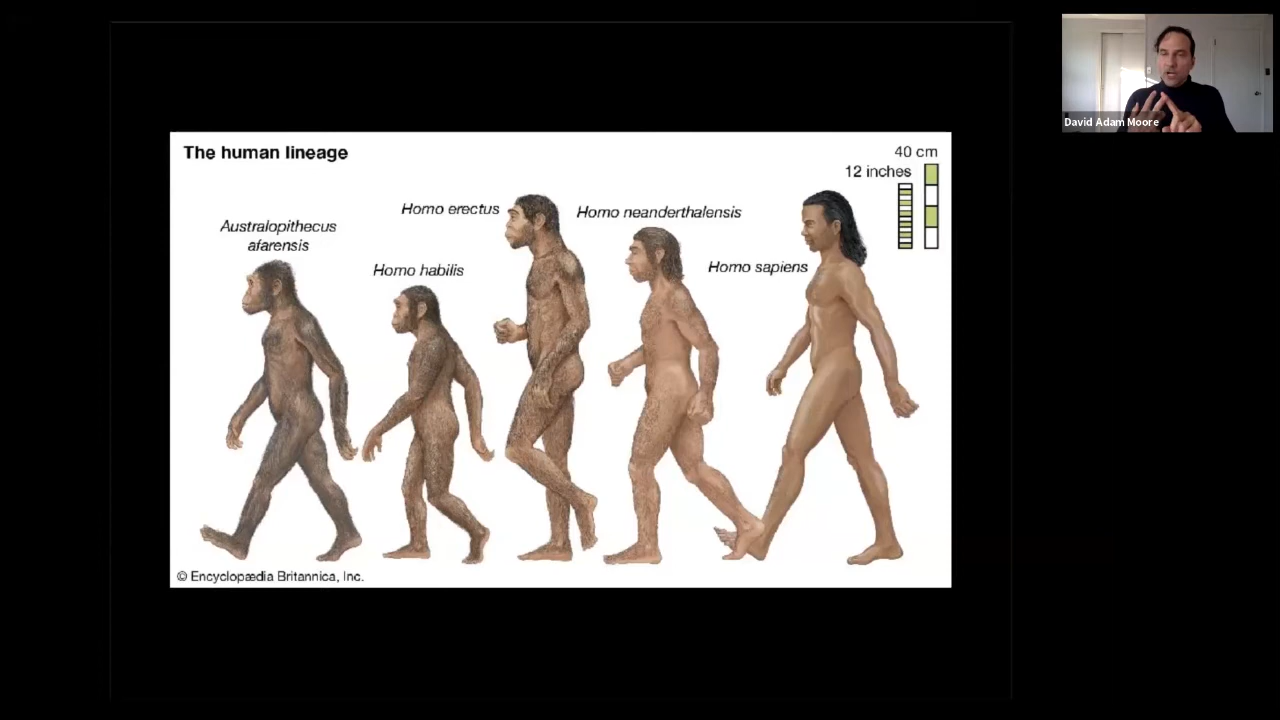 The human lineage
40 cm
12 inches
Homo erectus
Homo neanderthalensis
Australopithecus
afarensis
Homo habilis
Homo sapiens
© Encyclopædia Britannica, Inc.
David Adam Moore